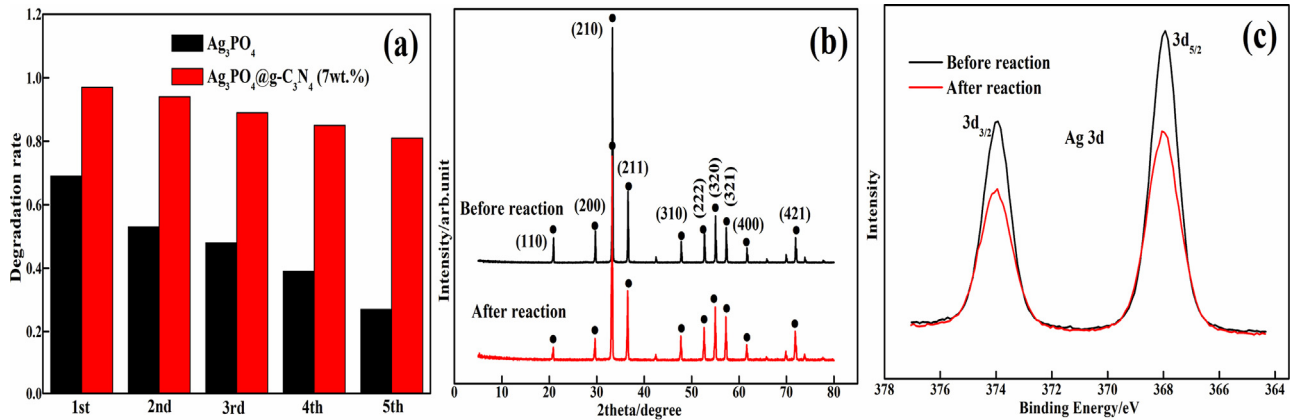 (a)
Ag₃PO₄
Ag₃PO₄@g-C₃N₄ (7wt.%)
Degradation rate
1.2
1.0
0.8
0.6
0.4
0.2
0.0
1st 2nd 3rd 4th 5th
(b)
(210)
(211)
(200)
(110)
(310)
(222)
(320)
(321)
(400)
(421)
Before reaction
After reaction
Intensity/arb.unit
0 10 20 30 40 50 60 70 80
2theta/degree
(c)
Before reaction
After reaction
3d₅/₂
3d₃/₂
Ag 3d
Intensity
378 376 374 372 370 368 366 364
Binding Energy/eV